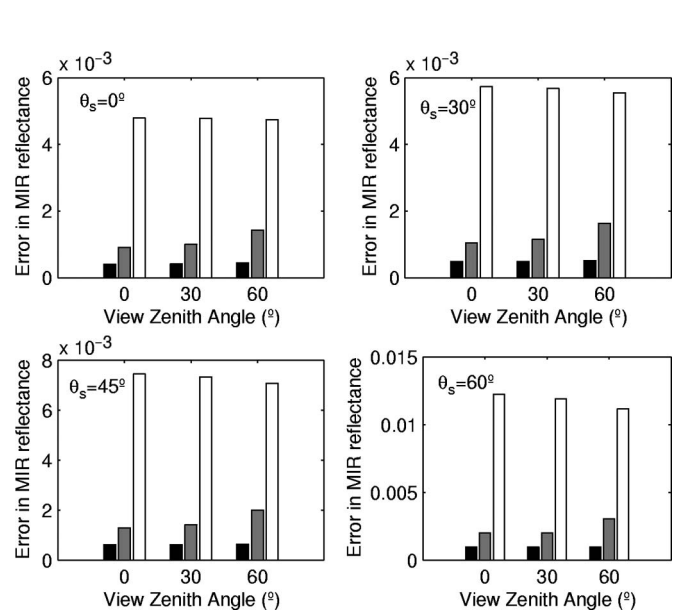 x 10⁻³
Error in MIR reflectance
6
4
2
0
θs=0º
0 30 60
View Zenith Angle (º)
x 10⁻³
Error in MIR reflectance
6
4
2
0
θs=30º
0 30 60
View Zenith Angle (º)
x 10⁻³
Error in MIR reflectance
8
6
4
2
0
θs=45º
0 30 60
View Zenith Angle (º)
Error in MIR reflectance
0.015
0.01
0.005
0
θs=60º
0 30 60
View Zenith Angle (º)